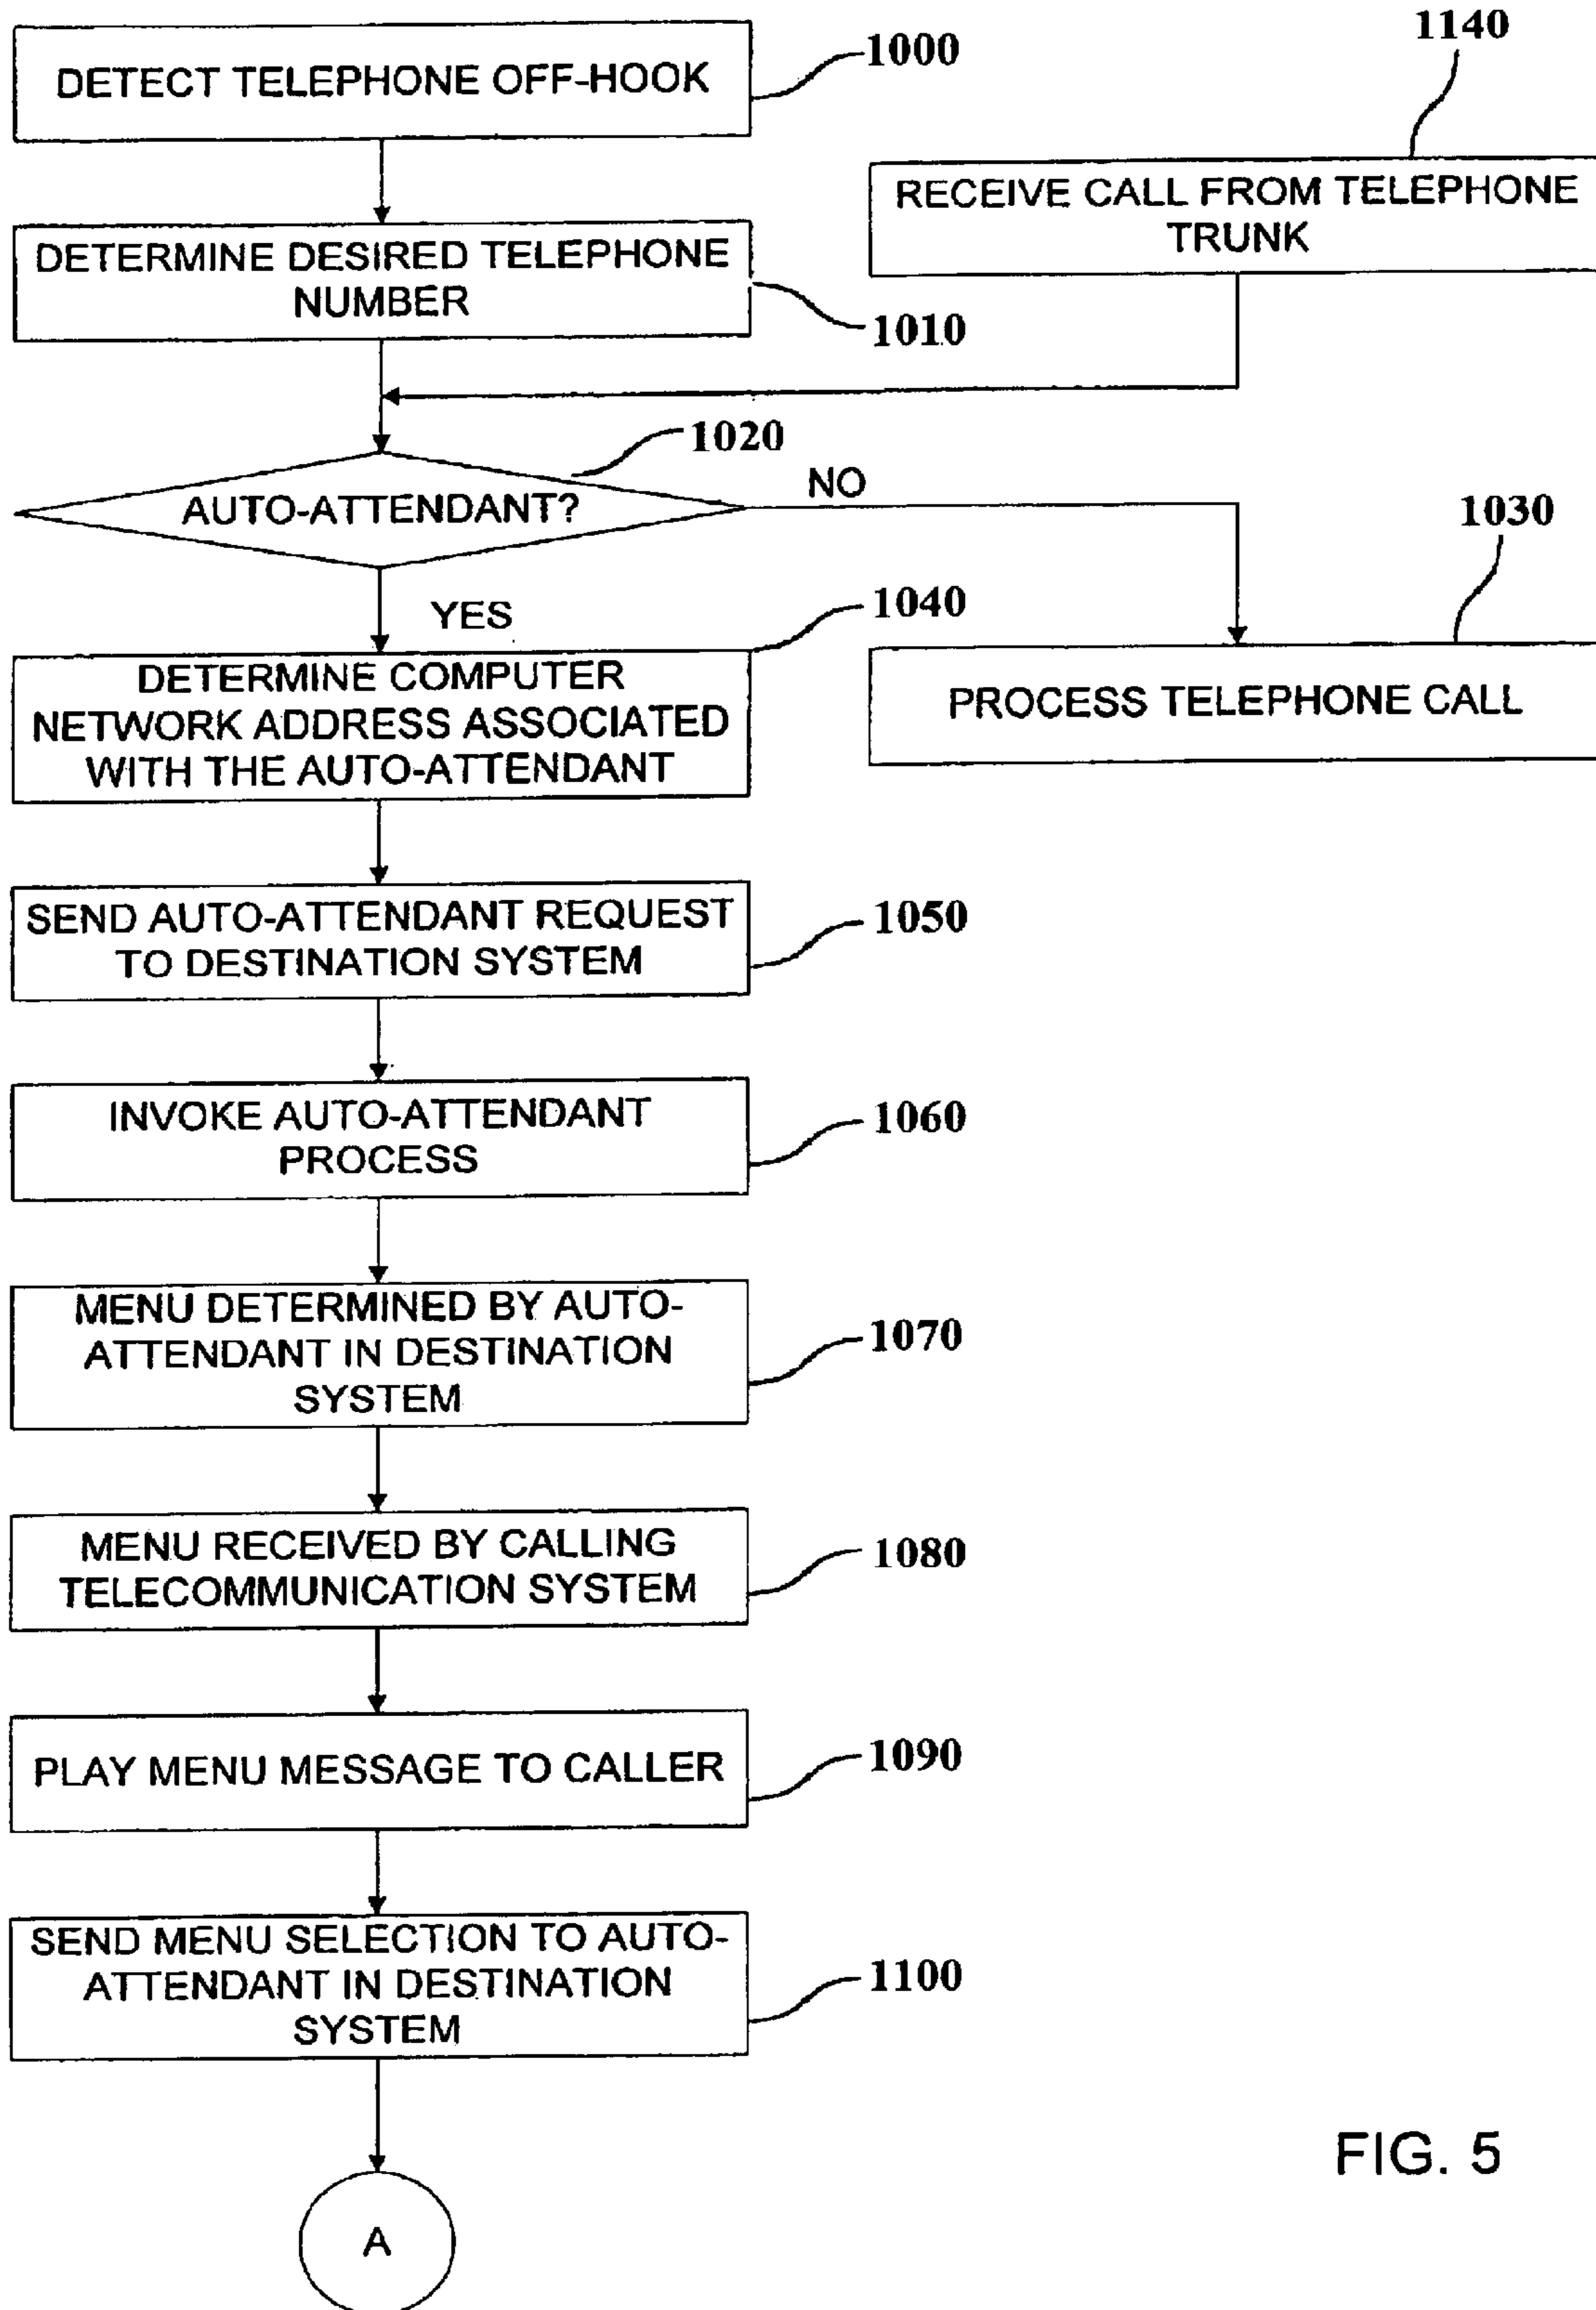 DETECT TELEPHONE OFF-HOOK
1000
1140
RECEIVE CALL FROM TELEPHONE
TRUNK
DETERMINE DESIRED TELEPHONE
NUMBER
1010
1020
AUTO-ATTENDANT?
NO
1030
YES
1040
DETERMINE COMPUTER
NETWORK ADDRESS ASSOCIATED
WITH THE AUTO-ATTENDANT
PROCESS TELEPHONE CALL
SEND AUTO-ATTENDANT REQUEST
TO DESTINATION SYSTEM
1050
INVOKE AUTO-ATTENDANT
PROCESS
1060
MENU DETERMINED BY AUTO-
ATTENDANT IN DESTINATION
SYSTEM
1070
MENU RECEIVED BY CALLING
TELECOMMUNICATION SYSTEM
1080
PLAY MENU MESSAGE TO CALLER
1090
SEND MENU SELECTION TO AUTO-
ATTENDANT IN DESTINATION
SYSTEM
1100
FIG. 5
A